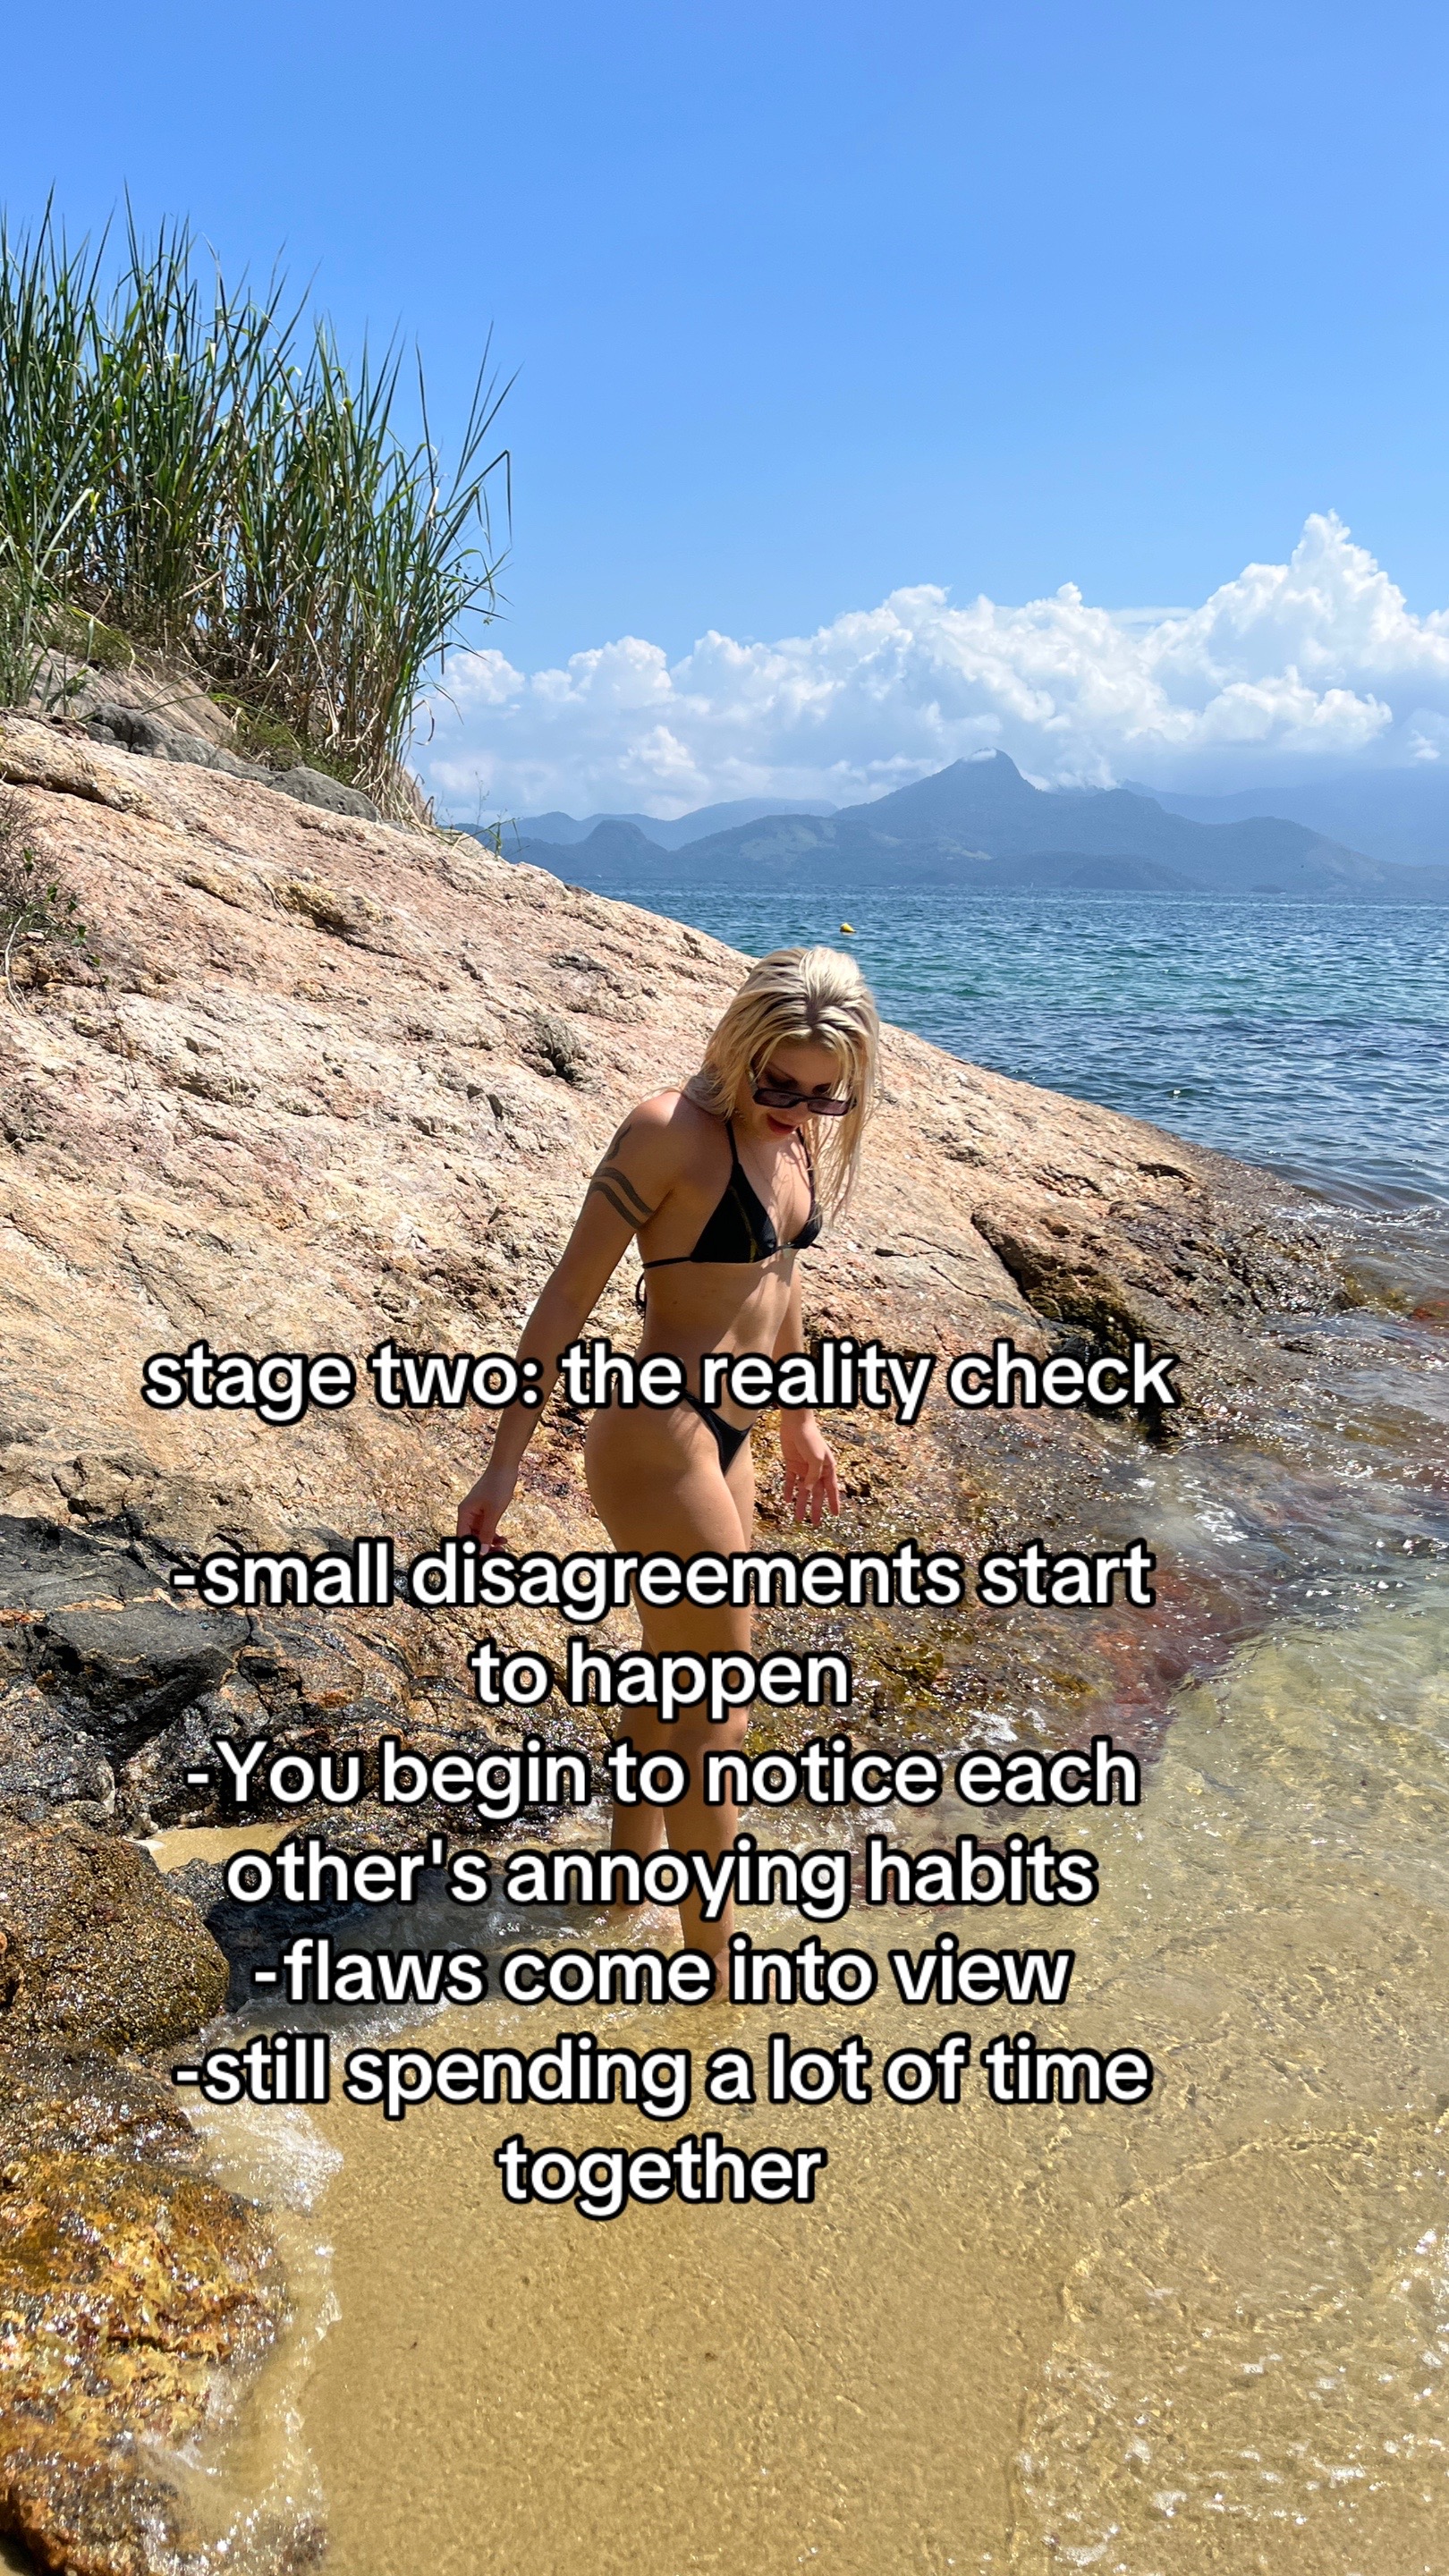 stage two: the reality check
-small disagreements start
to happen
-You begin to notice each
other's annoying habits
-flaws come into view
-still spending a lot of time
together